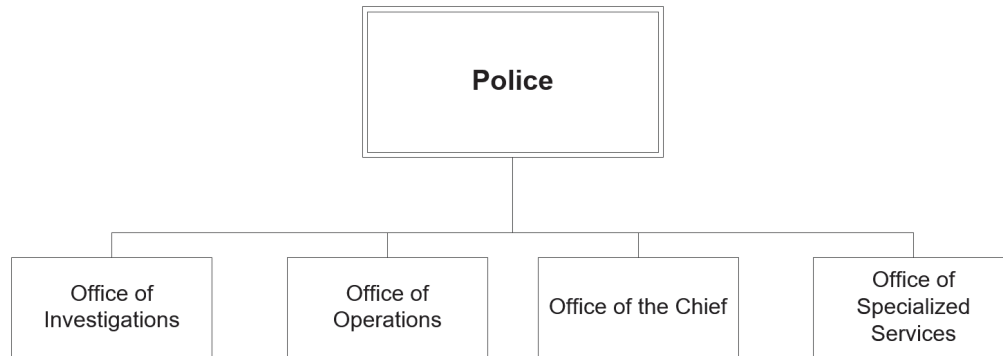 Police
Office of
Investigations
Office of
Operations
Office of the Chief
Office of
Specialized
Services